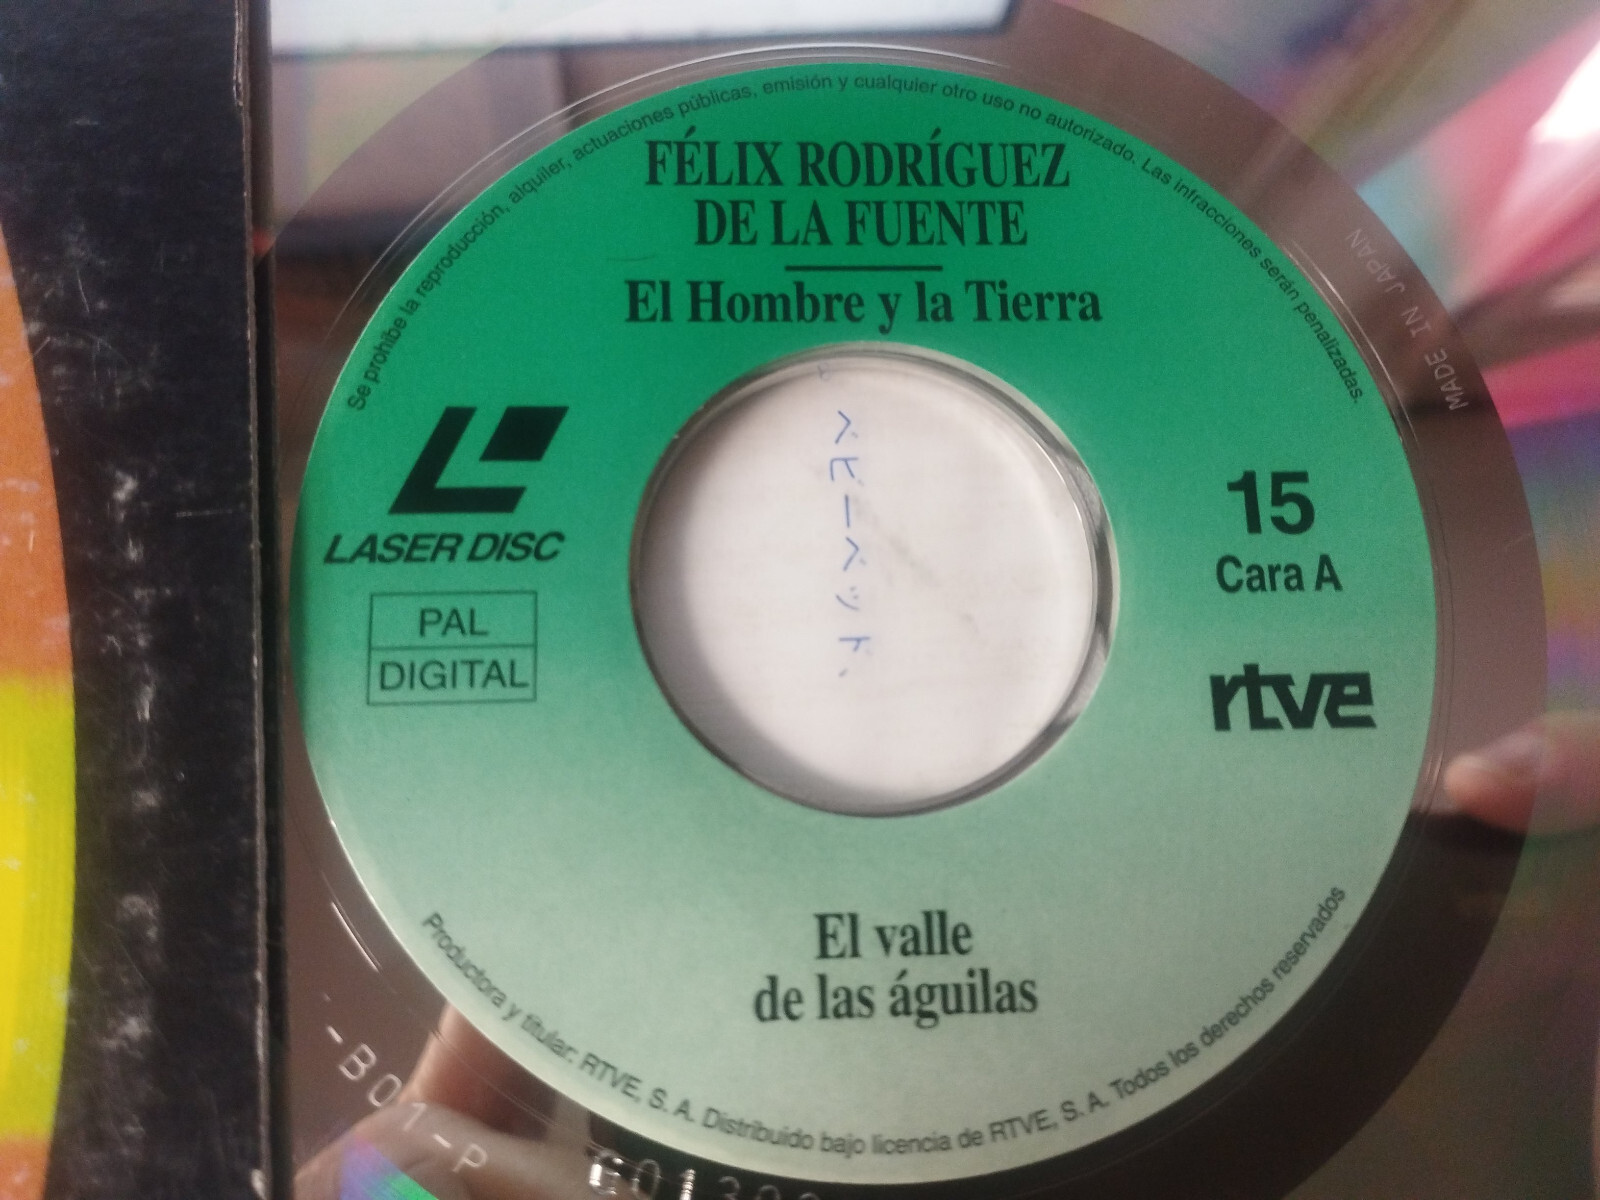 Se prohibe la reproducción, alquiler, actuaciones públicas, emisión y cualquier otro uso no autorizado. Las infracciones serán penalizadas.
FÉLIX RODRÍGUEZ
DE LA FUENTE
El Hombre y la Tierra
LASER DISC
PAL
DIGITAL
ベビーベッド
15
Cara A
rtve
El valle
de las águilas
Productora y titular: RTVE, S. A. Distribuido bajo licencia de RTVE, S. A. Todos los derechos reservados
MADE IN JAPAN
-B01-P